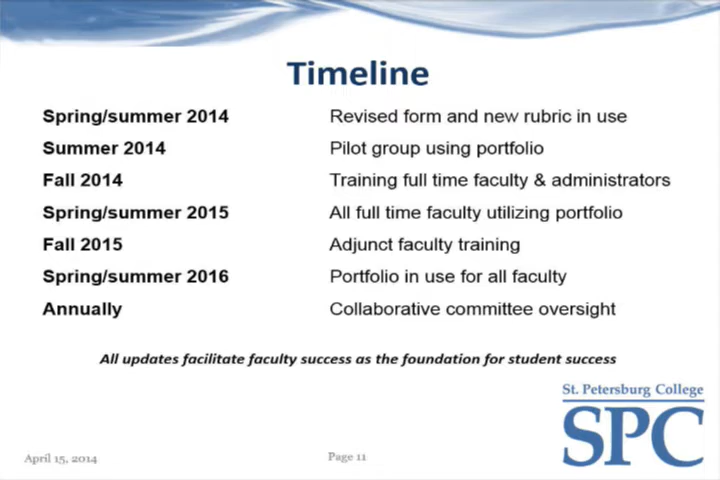 Timeline
Spring/summer 2014 Revised form and new rubric in use
Summer 2014 Pilot group using portfolio
Fall 2014 Training full time faculty & administrators
Spring/summer 2015 All full time faculty utilizing portfolio
Fall 2015 Adjunct faculty training
Spring/summer 2016 Portfolio in use for all faculty
Annually Collaborative committee oversight
All updates facilitate faculty success as the foundation for student success
St. Petersburg College
SPC
April 15, 2014 Page 11